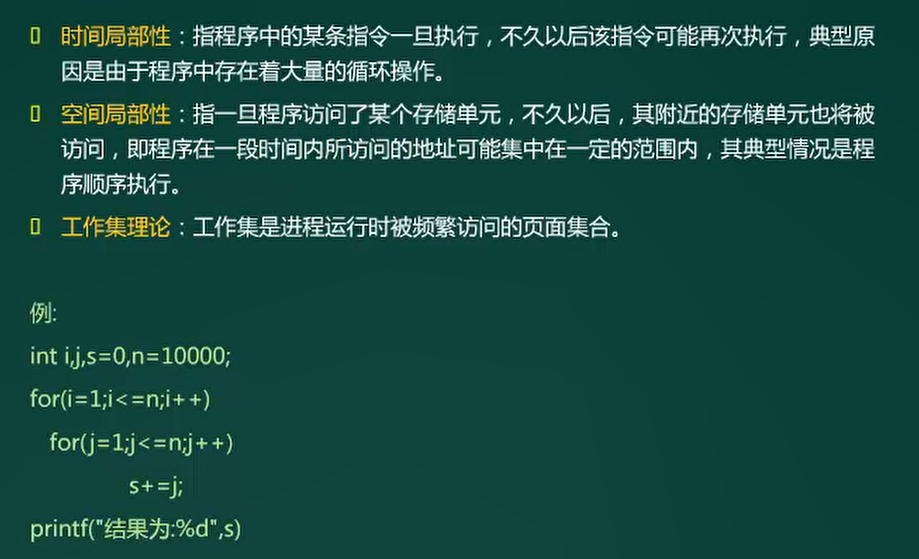 时间局部性：指程序中的某条指令一旦执行，不久以后该指令可能再次执行，典型原
因是由于程序中存在着大量的循环操作。
空间局部性：指一旦程序访问了某个存储单元，不久以后，其附近的存储单元也将被
访问，即程序在一段时间内所访问的地址可能集中在一定的范围内，其典型情况是程
序顺序执行。
工作集理论：工作集是进程运行时被频繁访问的页面集合。
例:
int i,j,s=0,n=10000;
for(i=1;i<=n;i++)
for(j=1;j<=n;j++)
s+=j;
printf("结果为:%d",s)